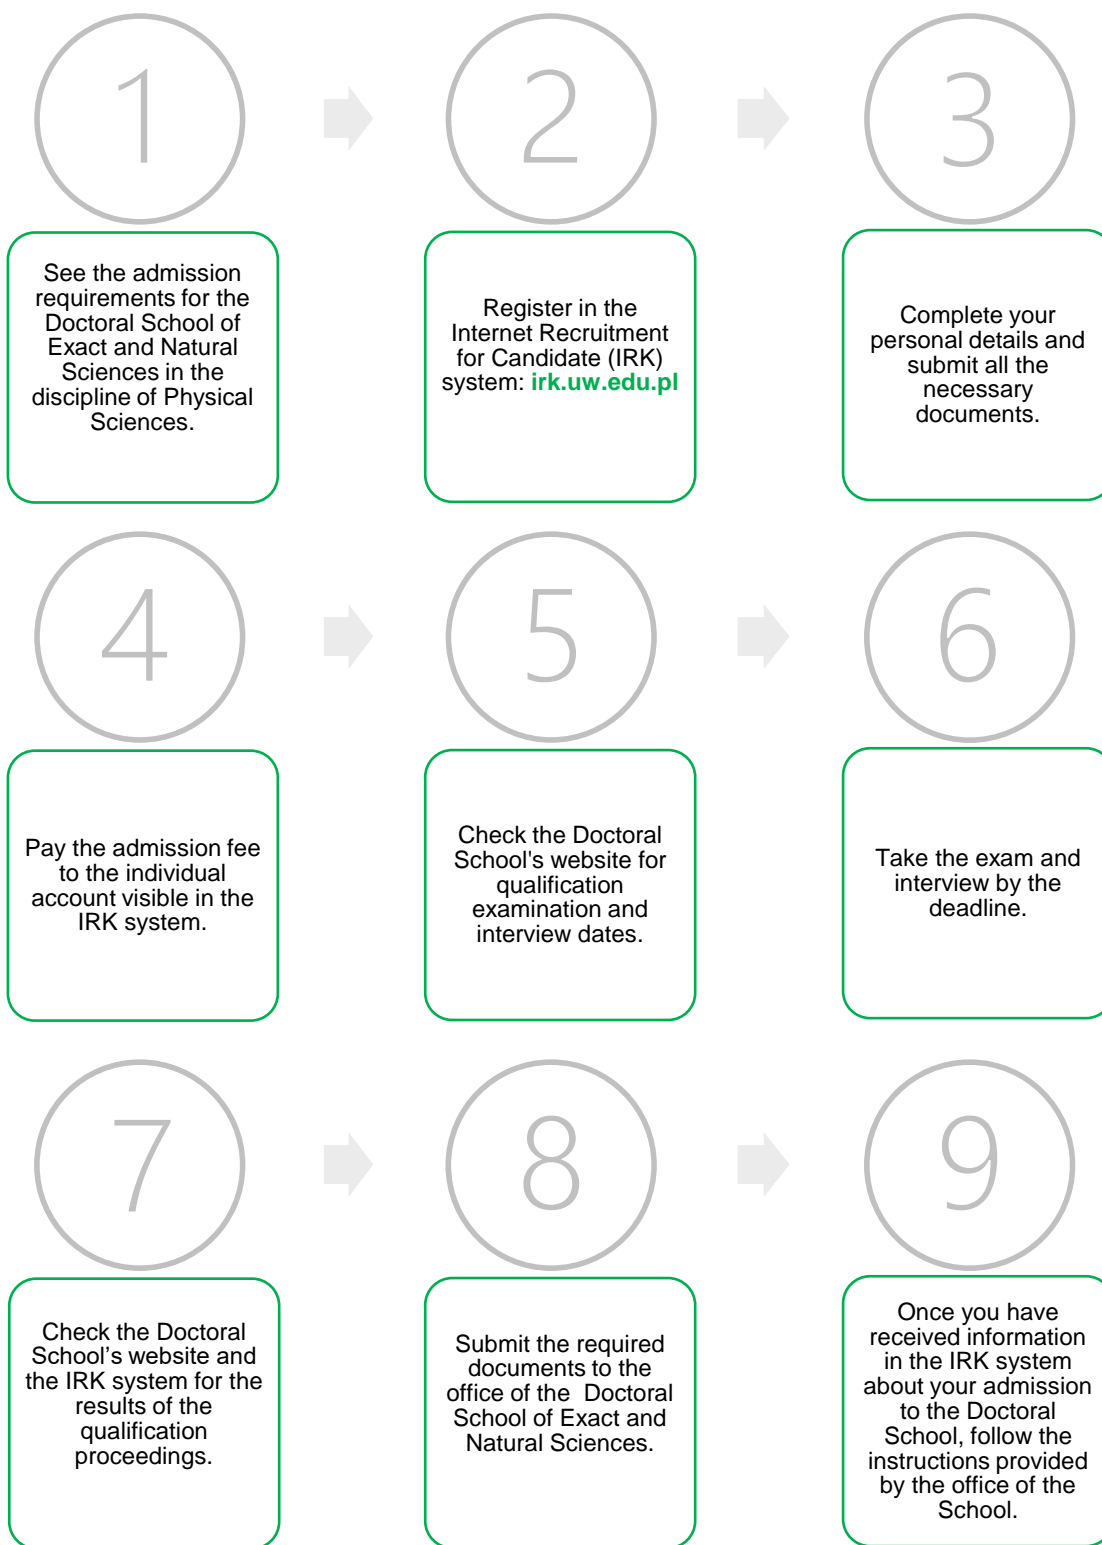 1
2
3
See the admission
requirements for the
Doctoral School of
Exact and Natural
Sciences in the
discipline of Physical
Sciences.
Register in the
Internet Recruitment
for Candidate (IRK)
system: irk.uw.edu.pl
Complete your
personal details and
submit all the
necessary
documents.
4
5
6
Pay the admission fee
to the individual
account visible in the
IRK system.
Check the Doctoral
School's website for
qualification
examination and
interview dates.
Take the exam and
interview by the
deadline.
7
8
9
Check the Doctoral
School’s website and
the IRK system for the
results of the
qualification
proceedings.
Submit the required
documents to the
office of the  Doctoral
School of Exact and
Natural Sciences.
Once you have
received information
in the IRK system
about your admission
to the Doctoral
School, follow the
instructions provided
by the office of the
School.